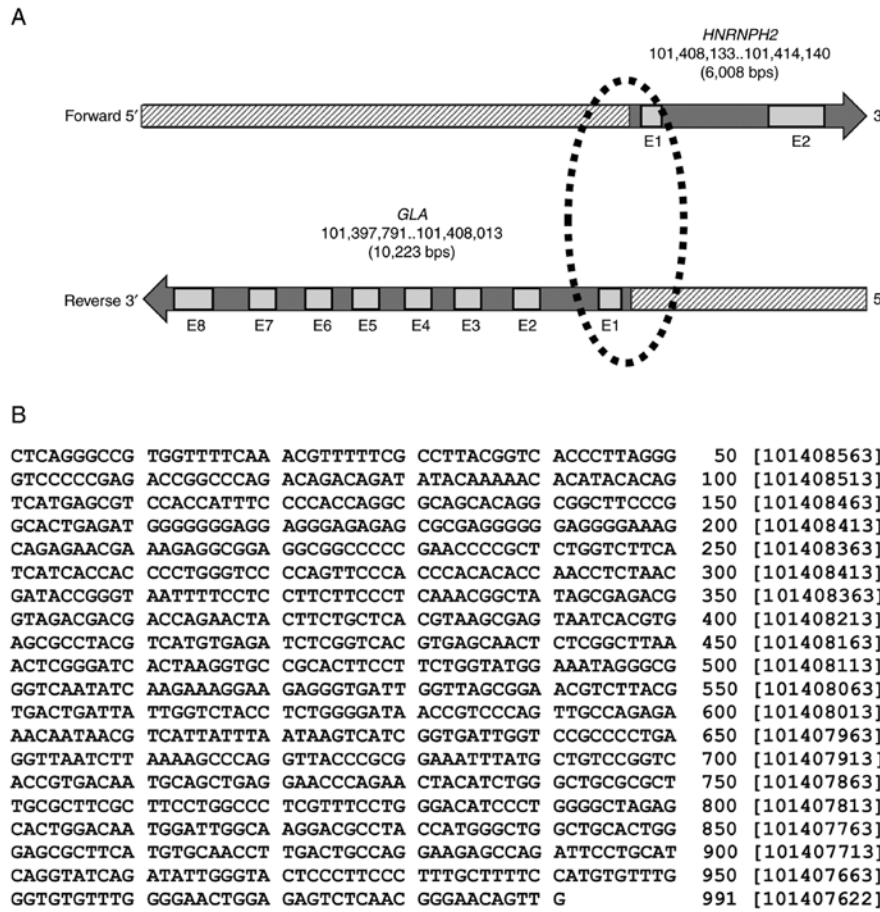 A
HNRNPH2
101,408,133..101,414,140
(6,008 bps)
Forward 5′
3
E1
E2
GLA
101,397,791..101,408,013
(10,223 bps)
Reverse 3′
5
E8
E7
E6
E5
E4
E3
E2
E1
B
CTCAGGGCCG TGGTTTTCAA ACGTTTTTCG CCTTACGGTC ACCCTTAGGG 50 [101408563]
GTCCCCCGAG ACCGGCCCAG ACAGACAGAT ATACAAAAAC ACATACACAG 100 [101408513]
TCATGAGCGT CCACCATTTC CCCACCAGGC GCAGCACAGG CGGCTTCCCG 150 [101408463]
GCACTGAGAT GGGGGGGAGG AGGGAGAGAG CGCGAGGGGG GAGGGGAAAG 200 [101408413]
CAGAGAACGA AAGAGGCGGA GGCGGCCCCC GAACCCCGCT CTGGTCTTCA 250 [101408363]
TCATCACCAC CCCTGGGTCC CCAGTTCCCA CCCACACACC AACCTCTAAC 300 [101408413]
GATACCGGGT AATTTTCCTC CTTCTTCCCT CAAACGGCTA TAGCGAGACG 350 [101408363]
GTAGACGACG ACCAGAACTA CTTCTGCTCA CGTAAGCGAG TAATCACGTG 400 [101408213]
AGCGCCTACG TCATGTGAGA TCTCGGTCAC GTGAGCAACT CTCGGCTTAA 450 [101408163]
ACTCGGGATC ACTAAGGTGC CGCACTTCCT TCTGGTATGG AAATAGGGCG 500 [101408113]
GGTCAATATC AAGAAAGGAA GAGGGTGATT GGTTAGCGGA ACGTCTTACG 550 [101408063]
TGACTGATTA TTGGTCTACC TCTGGGGATA ACCGTCCCAG TTGCCAGAGA 600 [101408013]
AACAATAACG TCATTATTTA ATAAGTCATC GGTGATTGGT CCGCCCCTGA 650 [101407963]
GGTTAATCTT AAAAGCCCAG GTTACCCGCG GAAATTTATG CTGTCCGGTC 700 [101407913]
ACCGTGACAA TGCAGCTGAG GAACCCAGAA CTACATCTGG GCTGCGCGCT 750 [101407863]
TGCGCTTCGC TTCCTGGCCC TCGTTTCCTG GGACATCCCT GGGGCTAGAG 800 [101407813]
CACTGGACAA TGGATTGGCA AGGACGCCTA CCATGGGCTG GCTGCACTGG 850 [101407763]
GAGCGCTTCA TGTGCAACCT TGACTGCCAG GAAGAGCCAG ATTCCTGCAT 900 [101407713]
CAGGTATCAG ATATTGGGTA CTCCCTTCCC TTTGCTTTTC CATGTGTTTG 950 [101407663]
GGTGTGTTTG GGGAACTGGA GAGTCTCAAC GGGAACAGTT G 991 [101407622]